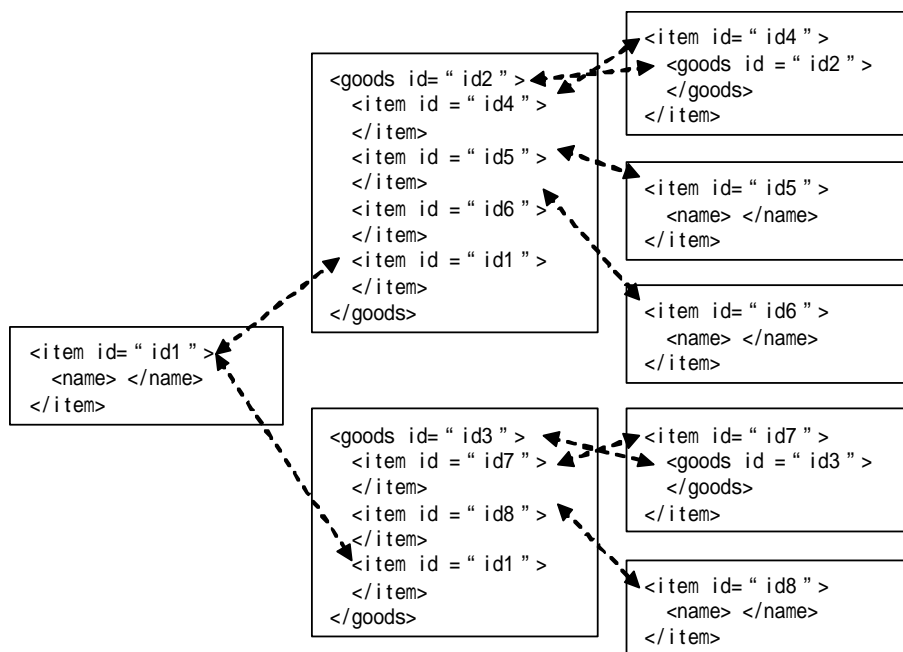 <item id="id1">
<name> </name>
</item>
<goods id="id2">
<item id ="id4">
</item>
<item id ="id5">
</item>
<item id ="id6">
</item>
<item id ="id1">
</item>
</goods>
<goods id="id3">
<item id ="id7">
</item>
<item id ="id8">
</item>
<item id ="id1">
</item>
</goods>
<item id="id4">
<goods id ="id2">
</goods>
</item>
<item id="id5">
<name> </name>
</item>
<item id="id6">
<name> </name>
</item>
<item id="id7">
<goods id ="id3">
</goods>
</item>
<item id="id8">
<name> </name>
</item>